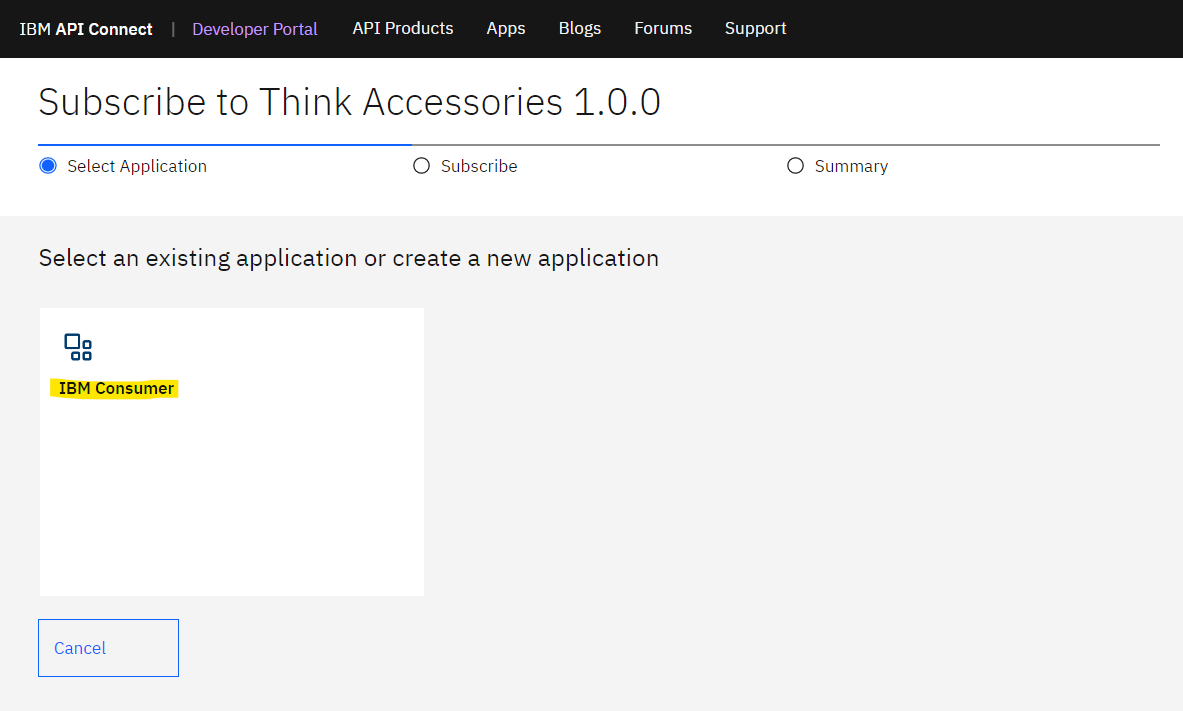 IBM API Connect | Developer Portal API Products Apps Blogs Forums Support
Subscribe to Think Accessories 1.0.0
Select Application Subscribe Summary
Select an existing application or create a new application
IBM Consumer
Cancel